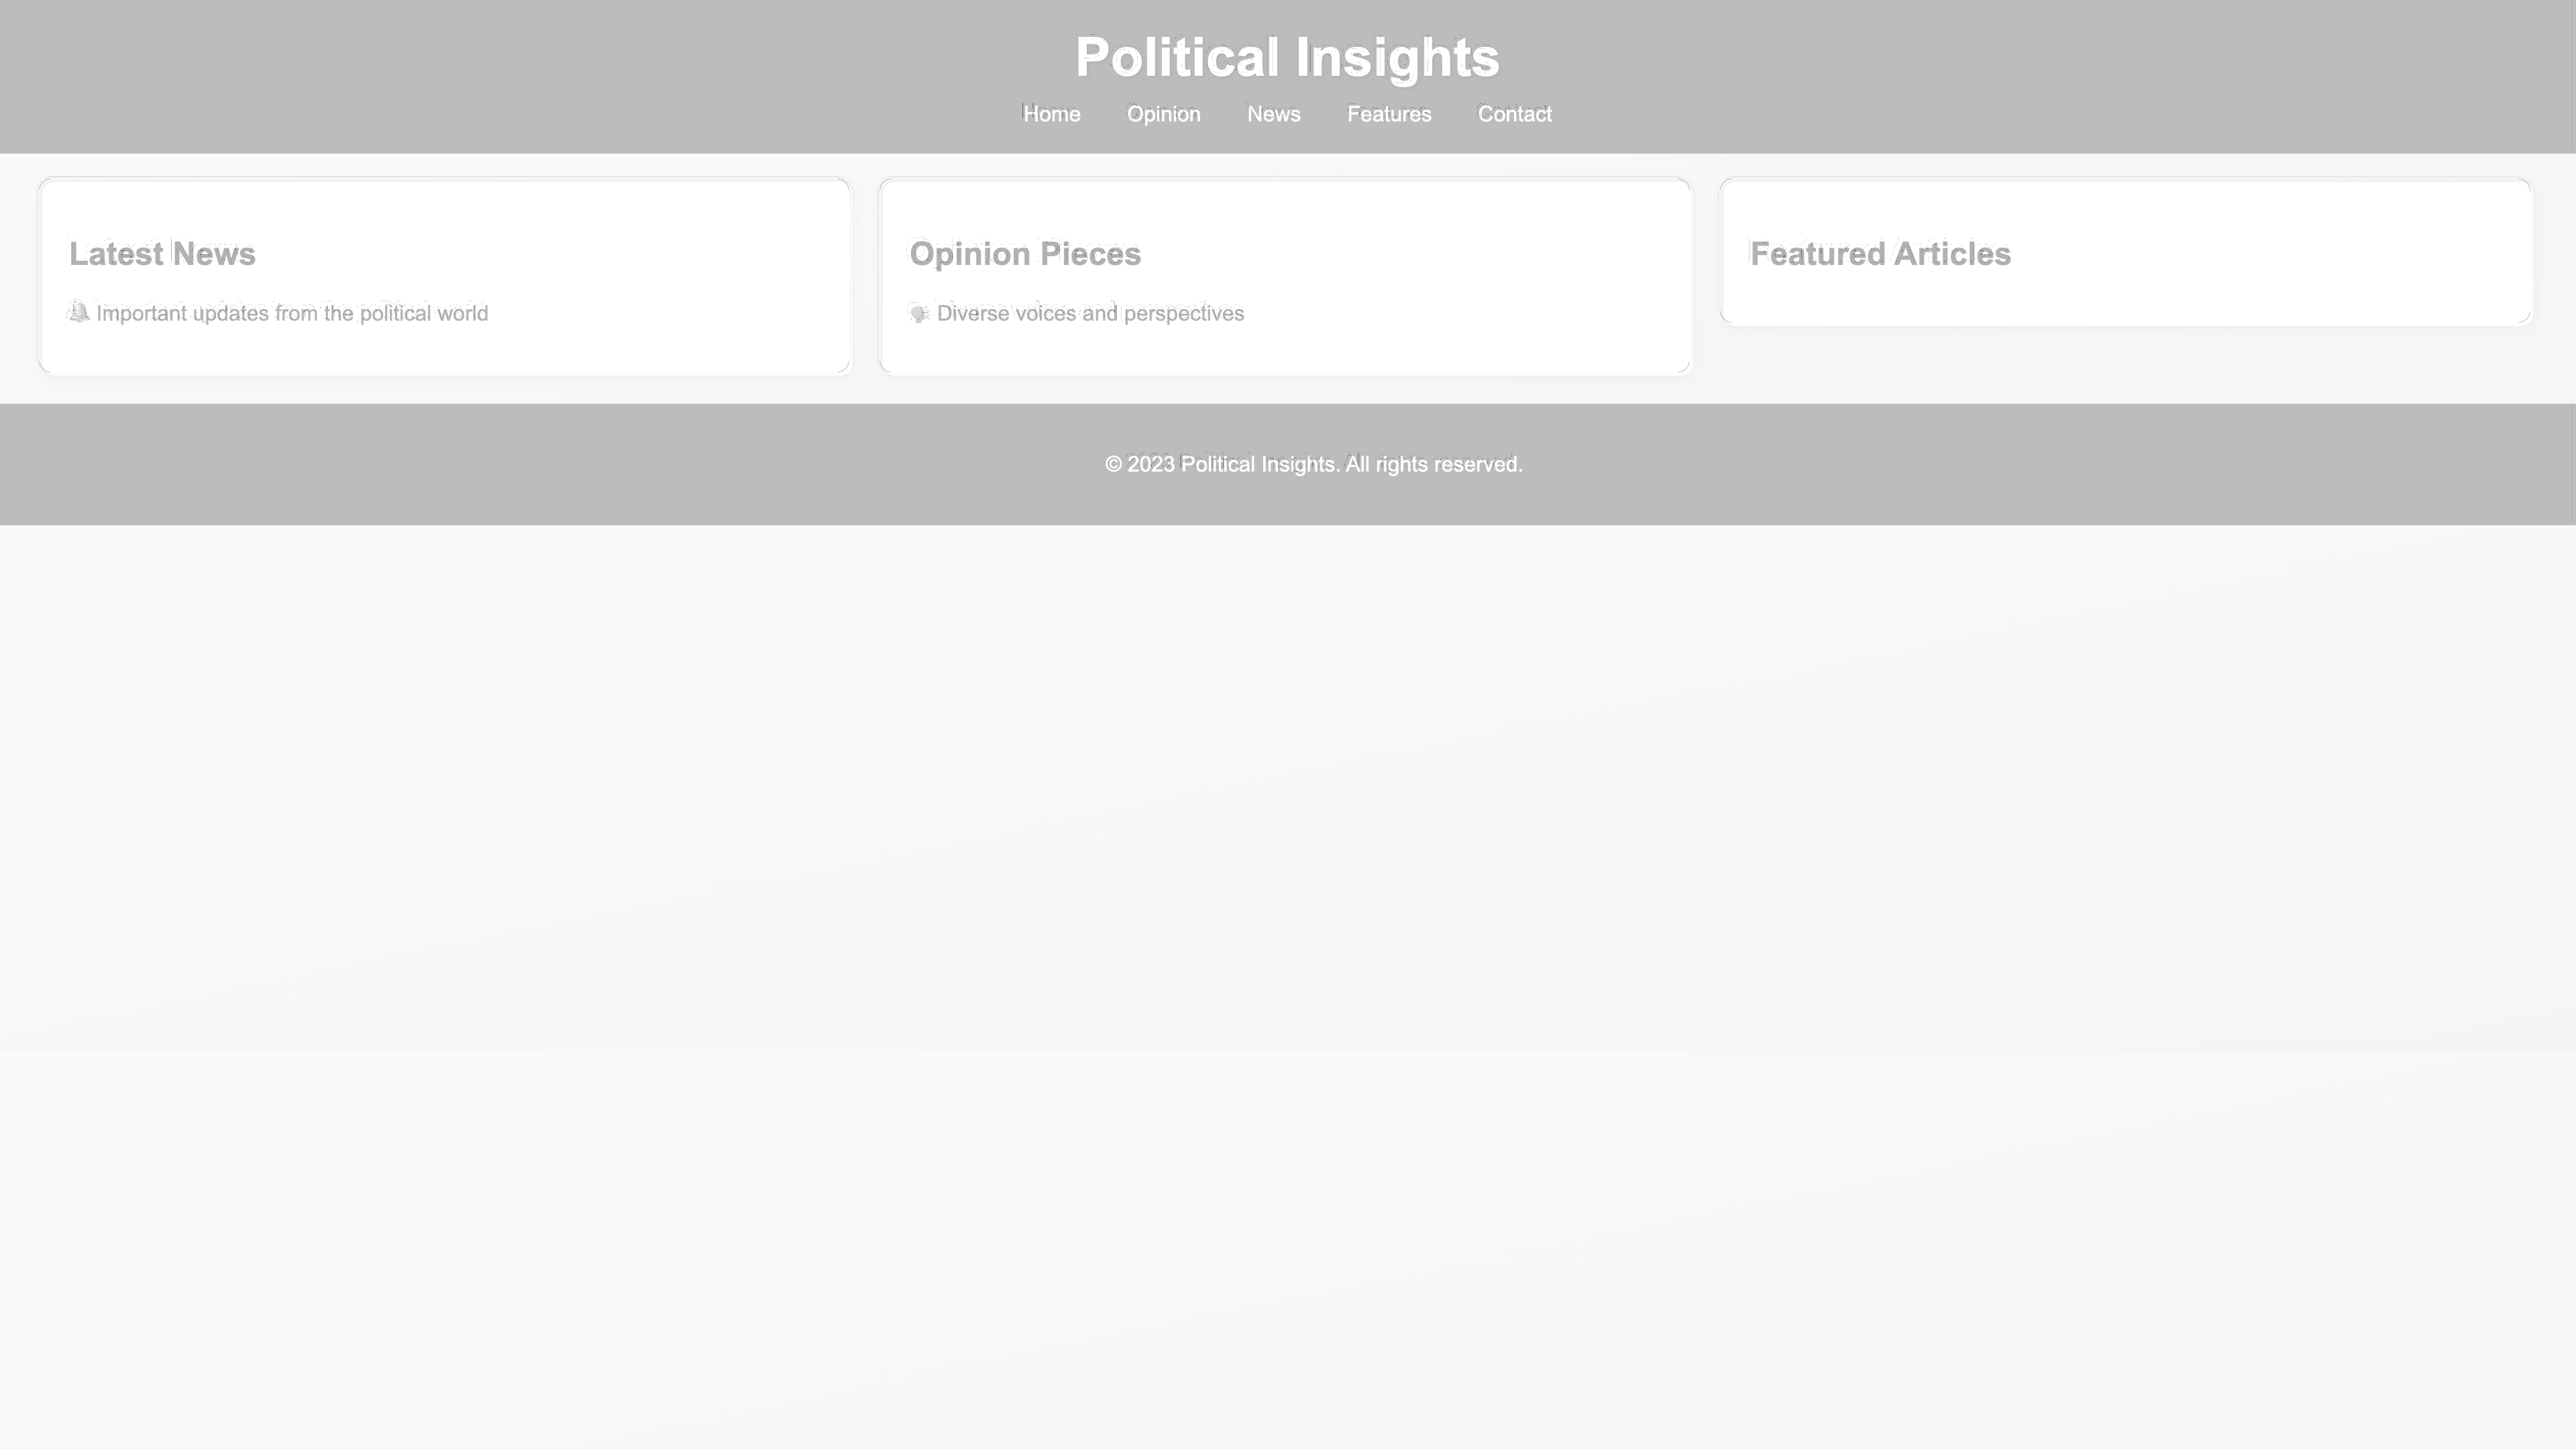 Political Insights
Home Opinion News Features Contact
Latest News
🔔 Important updates from the political world
Opinion Pieces
🗣 Diverse voices and perspectives
Featured Articles
© 2023 Political Insights. All rights reserved.